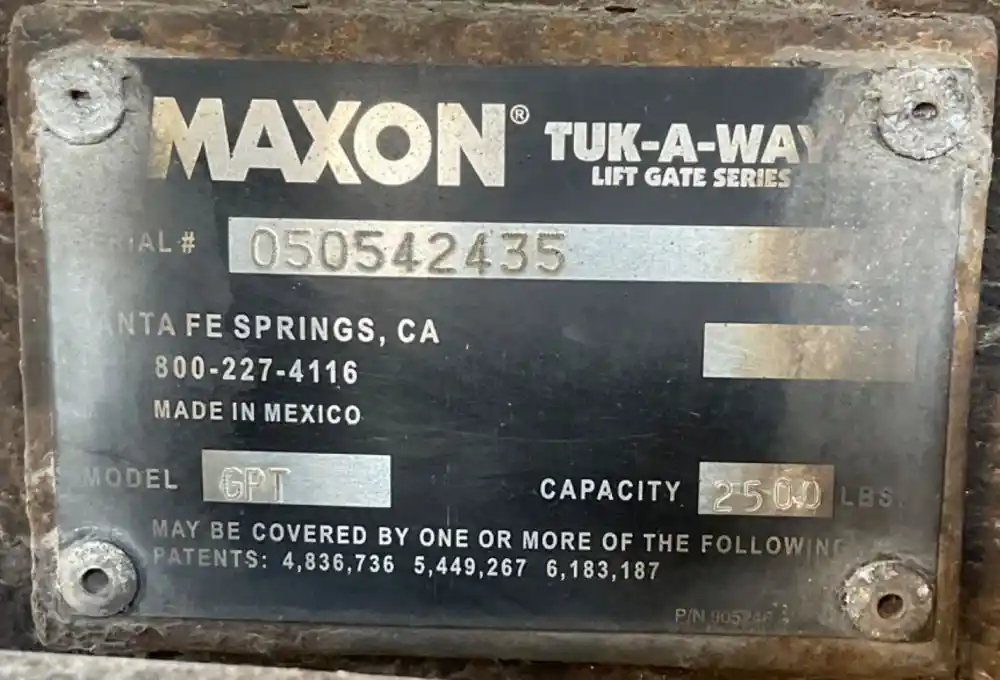 MAXON® TUK-A-WAY
LIFT GATE SERIES
SERIAL # 050542435
SANTA FE SPRINGS, CA
800-227-4116
MADE IN MEXICO
MODEL GPT CAPACITY 2500 LBS
MAY BE COVERED BY ONE OR MORE OF THE FOLLOWING
PATENTS: 4,836,736 5,449,267 6,183,187
P/N